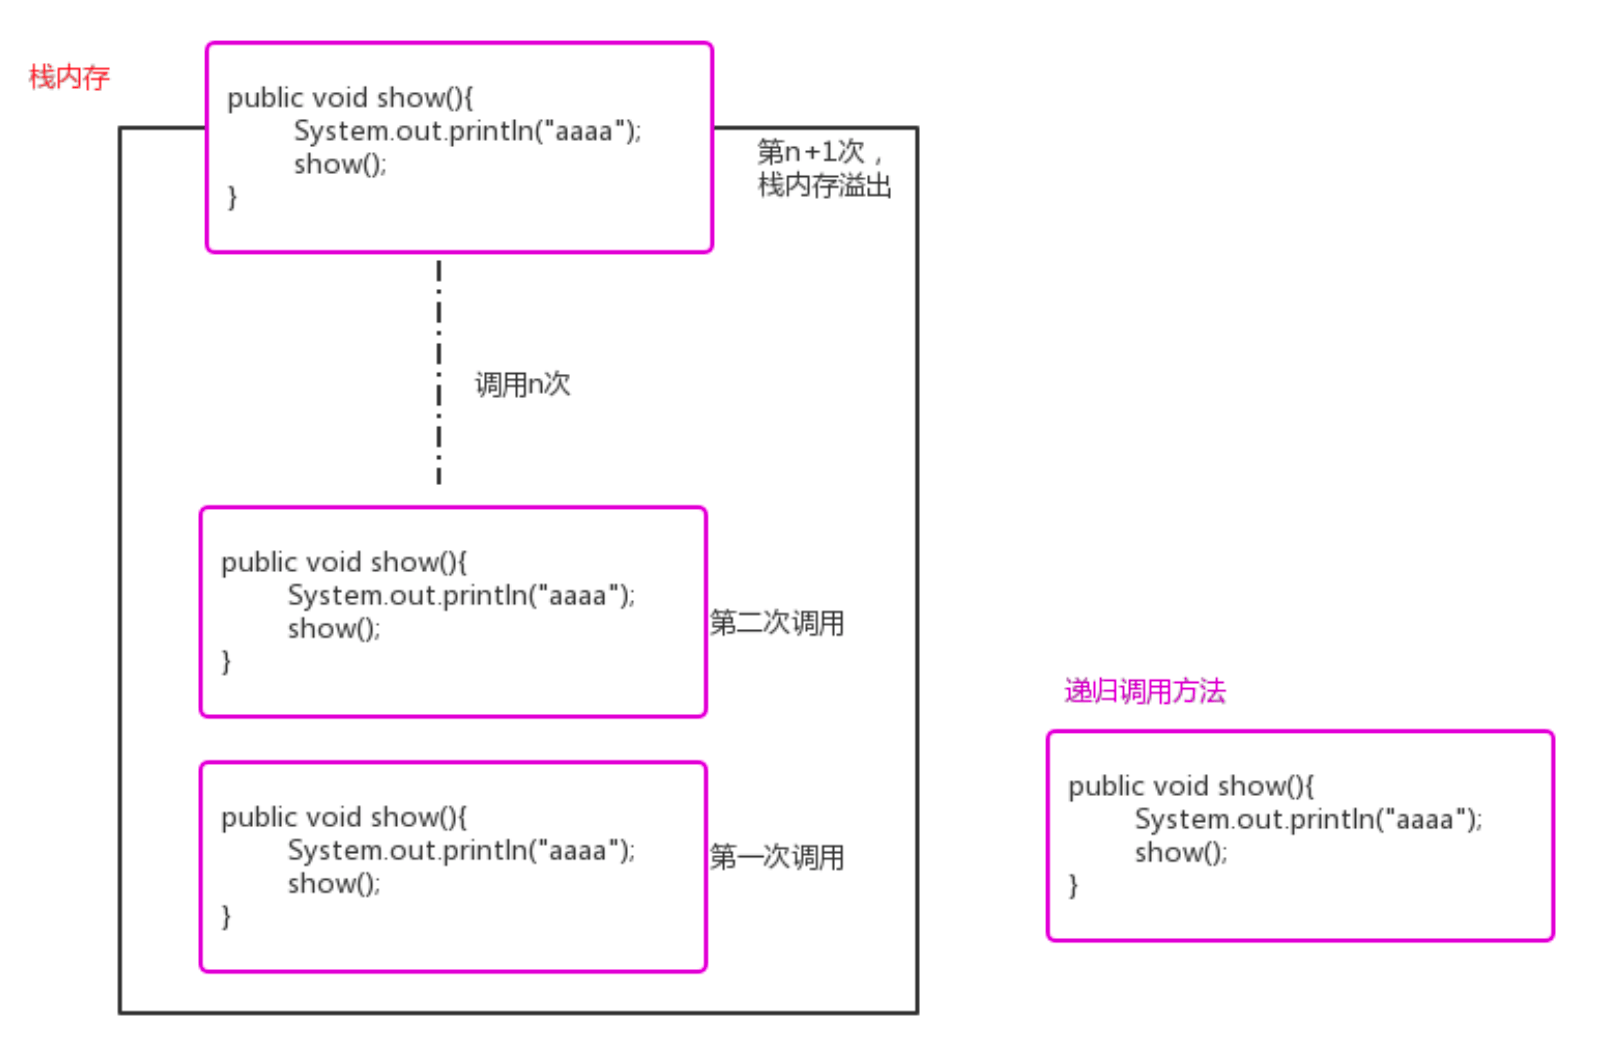 栈内存
public void show(){
System.out.println("aaaa");
show();
}
第n+1次，
栈内存溢出
调用n次
public void show(){
System.out.println("aaaa");
show();
}
第二次调用
public void show(){
System.out.println("aaaa");
show();
}
第一次调用
递归调用方法
public void show(){
System.out.println("aaaa");
show();
}